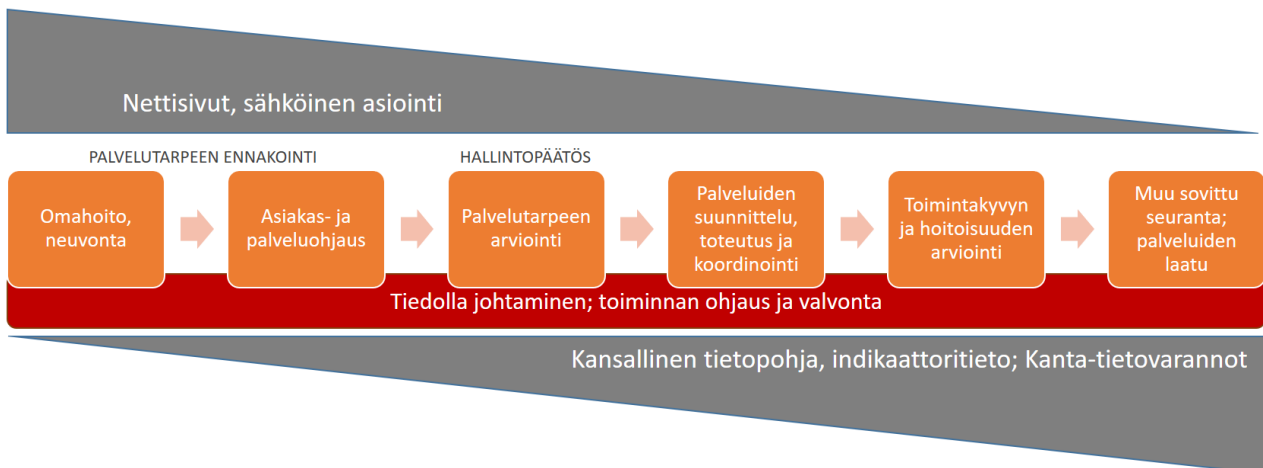 Nettisivut, sähköinen asiointi
PALVELUTARPEEN ENNAKOINTI
HALLINTOPÄÄTÖS
Omahoito,
neuvonta
Asiakas- ja
palveluohjaus
Palvelutarpeen
arviointi
Palveluiden
suunnittelu,
toteutus ja
koordinointi
Toimintakyvyn
ja hoitoisuuden
arviointi
Muu sovittu
seuranta;
palveluiden
laatu
Tiedolla johtaminen; toiminnan ohjaus ja valvonta
Kansallinen tietopohja, indikaattoritieto; Kanta-tietovarannot